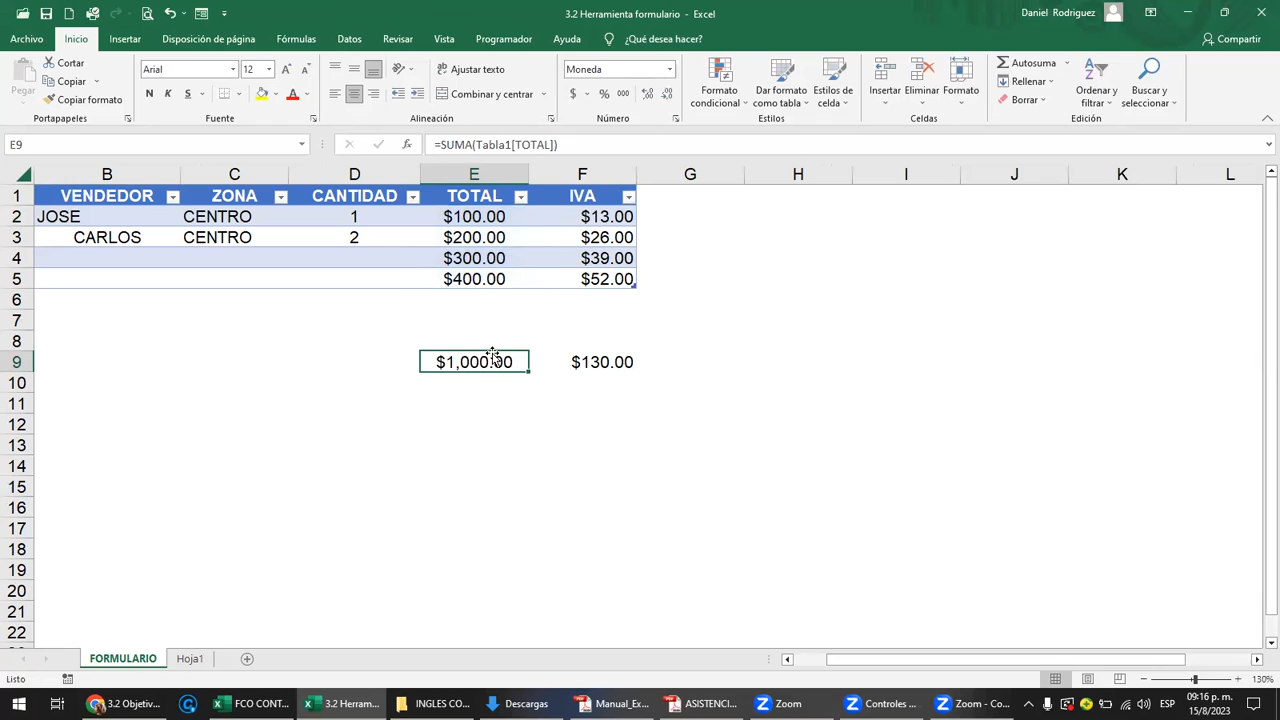 3.2 Herramienta formulario - Excel
Daniel Rodriguez
Archivo Inicio Insertar Disposición de página Fórmulas Datos Revisar Vista Programador Ayuda ¿Qué desea hacer? Compartir
Pegar
Cortar
Copiar
Copiar formato
Portapapeles
Arial 12
N K S
Fuente
Ajustar texto
Combinar y centrar
Alineación
Moneda
$ % 000
Número
Formato condicional
Dar formato como tabla
Estilos de celda
Estilos
Insertar Eliminar Formato
Celdas
Autosuma
Rellenar
Borrar
Ordenar y filtrar
Buscar y seleccionar
Edición
E9 fx =SUMA(Tabla1[TOTAL])
B C D E F G H I J K L
1 VENDEDOR ZONA CANTIDAD TOTAL IVA
2 JOSE CENTRO 1 $100.00 $13.00
3 CARLOS CENTRO 2 $200.00 $26.00
4 $300.00 $39.00
5 $400.00 $52.00
6
7
8
9 $1,000.00 $130.00
10
11
12
13
14
15
16
17
18
19
20
21
22
FORMULARIO Hoja1
Listo 130%
3.2 Objetiv... FCO CONT... 3.2 Herram... INGLES CO... Descargas Manual_Ex... ASISTENCI... Zoom Controles ... Zoom - Co... ESP 09:16 p. m.
15/8/2023